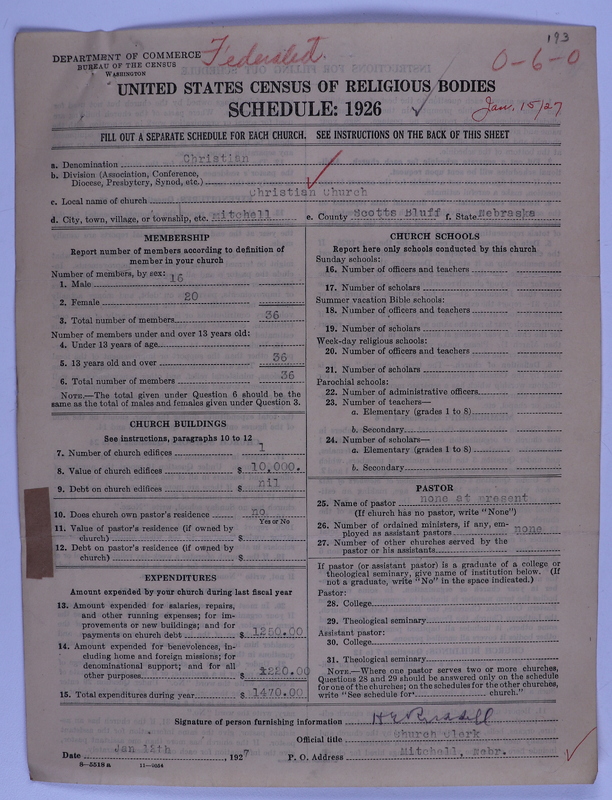 193
DEPARTMENT OF COMMERCE
BUREAU OF THE CENSUS
WASHINGTON
Federated.
0-6-0
UNITED STATES CENSUS OF RELIGIOUS BODIES
SCHEDULE: 1926
Jan. 15/27
FILL OUT A SEPARATE SCHEDULE FOR EACH CHURCH. SEE INSTRUCTIONS ON THE BACK OF THIS SHEET
a. Denomination Christian
b. Division (Association, Conference,
Diocese, Presbytery, Synod, etc.)
c. Local name of church Christian Church
d. City, town, village, or township, etc. Mitchell e. County Scotts Bluff f. State Nebraska
MEMBERSHIP
Report number of members according to definition of
member in your church
Number of members, by sex:
1. Male 16
2. Female 20
3. Total number of members 36
Number of members under and over 13 years old:
4. Under 13 years of age
5. 13 years old and over 36
6. Total number of members 36
NOTE.—The total given under Question 6 should be the
same as the total of males and females given under Question 3.
CHURCH BUILDINGS
See instructions, paragraphs 10 to 12
7. Number of church edifices 1
8. Value of church edifices $ 10,000.
9. Debt on church edifices $ nil
10. Does church own pastor's residence no
Yes or No
11. Value of pastor's residence (if owned by
church) $
12. Debt on pastor's residence (if owned by
church) $
EXPENDITURES
Amount expended by your church during last fiscal year
13. Amount expended for salaries, repairs,
and other running expenses; for im-
provements or new buildings; and for
payments on church debt $ 1250.00
14. Amount expended for benevolences, in-
cluding home and foreign missions; for
denominational support; and for all
other purposes $
15. Total expenditures during year $ 1470.00
CHURCH SCHOOLS
Report here only schools conducted by this church
Sunday schools:
16. Number of officers and teachers
17. Number of scholars
Summer vacation Bible schools:
18. Number of officers and teachers
19. Number of scholars
Week-day religious schools:
20. Number of officers and teachers
21. Number of scholars
Parochial schools:
22. Number of administrative officers
23. Number of teachers—
a. Elementary (grades 1 to 8)
b. Secondary
24. Number of scholars—
a. Elementary (grades 1 to 8)
b. Secondary
PASTOR
25. Name of pastor none at present
(If church has no pastor, write "None")
26. Number of ordained ministers, if any, em-
ployed as assistant pastors none
27. Number of other churches served by the
pastor or his assistants
If pastor (or assistant pastor) is a graduate of a college or
theological seminary, give name of institution below. (If
not a graduate, write "No" in the space indicated.)
Pastor:
28. College
29. Theological seminary
Assistant pastor:
30. College
31. Theological seminary
NOTE.—Where one pastor serves two or more churches,
Questions 28 and 29 should be answered only on the schedule
for one of the churches; on the schedules for the other churches,
write "See schedule for church."
Signature of person furnishing information
Official title Church Clerk
Date Jan 12th, 1927 P. O. Address Mitchell, Nebr.
8—5518 a 11—9554